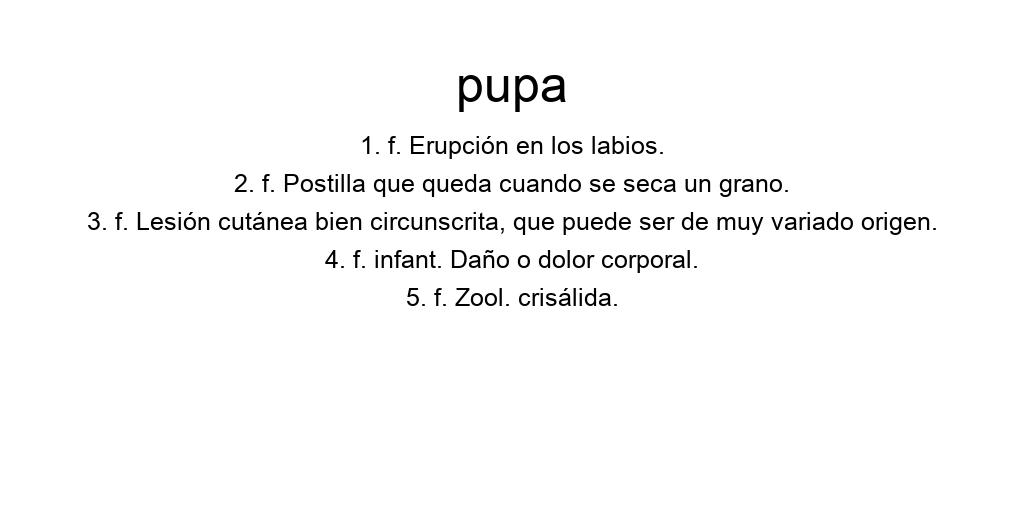 pupa
1. f. Erupción en los labios.
2. f. Postilla que queda cuando se seca un grano.
3. f. Lesión cutánea bien circunscrita, que puede ser de muy variado origen.
4. f. infant. Daño o dolor corporal.
5. f. Zool. crisálida.